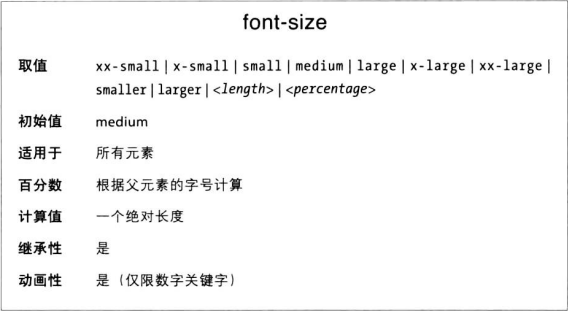 font-size
取值 xx-small | x-small | small | medium | large | x-large | xx-large |
smaller | larger | <length> | <percentage>
初始值 medium
适用于 所有元素
百分数 根据父元素的字号计算
计算值 一个绝对长度
继承性 是
动画性 是（仅限数字关键字）